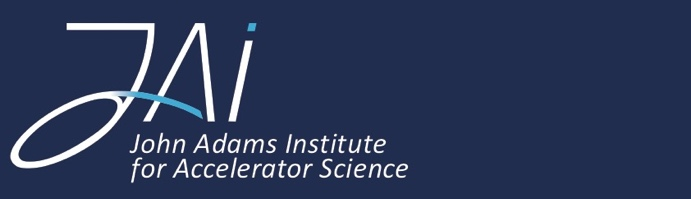 JAi
John Adams Institute
for Accelerator Science